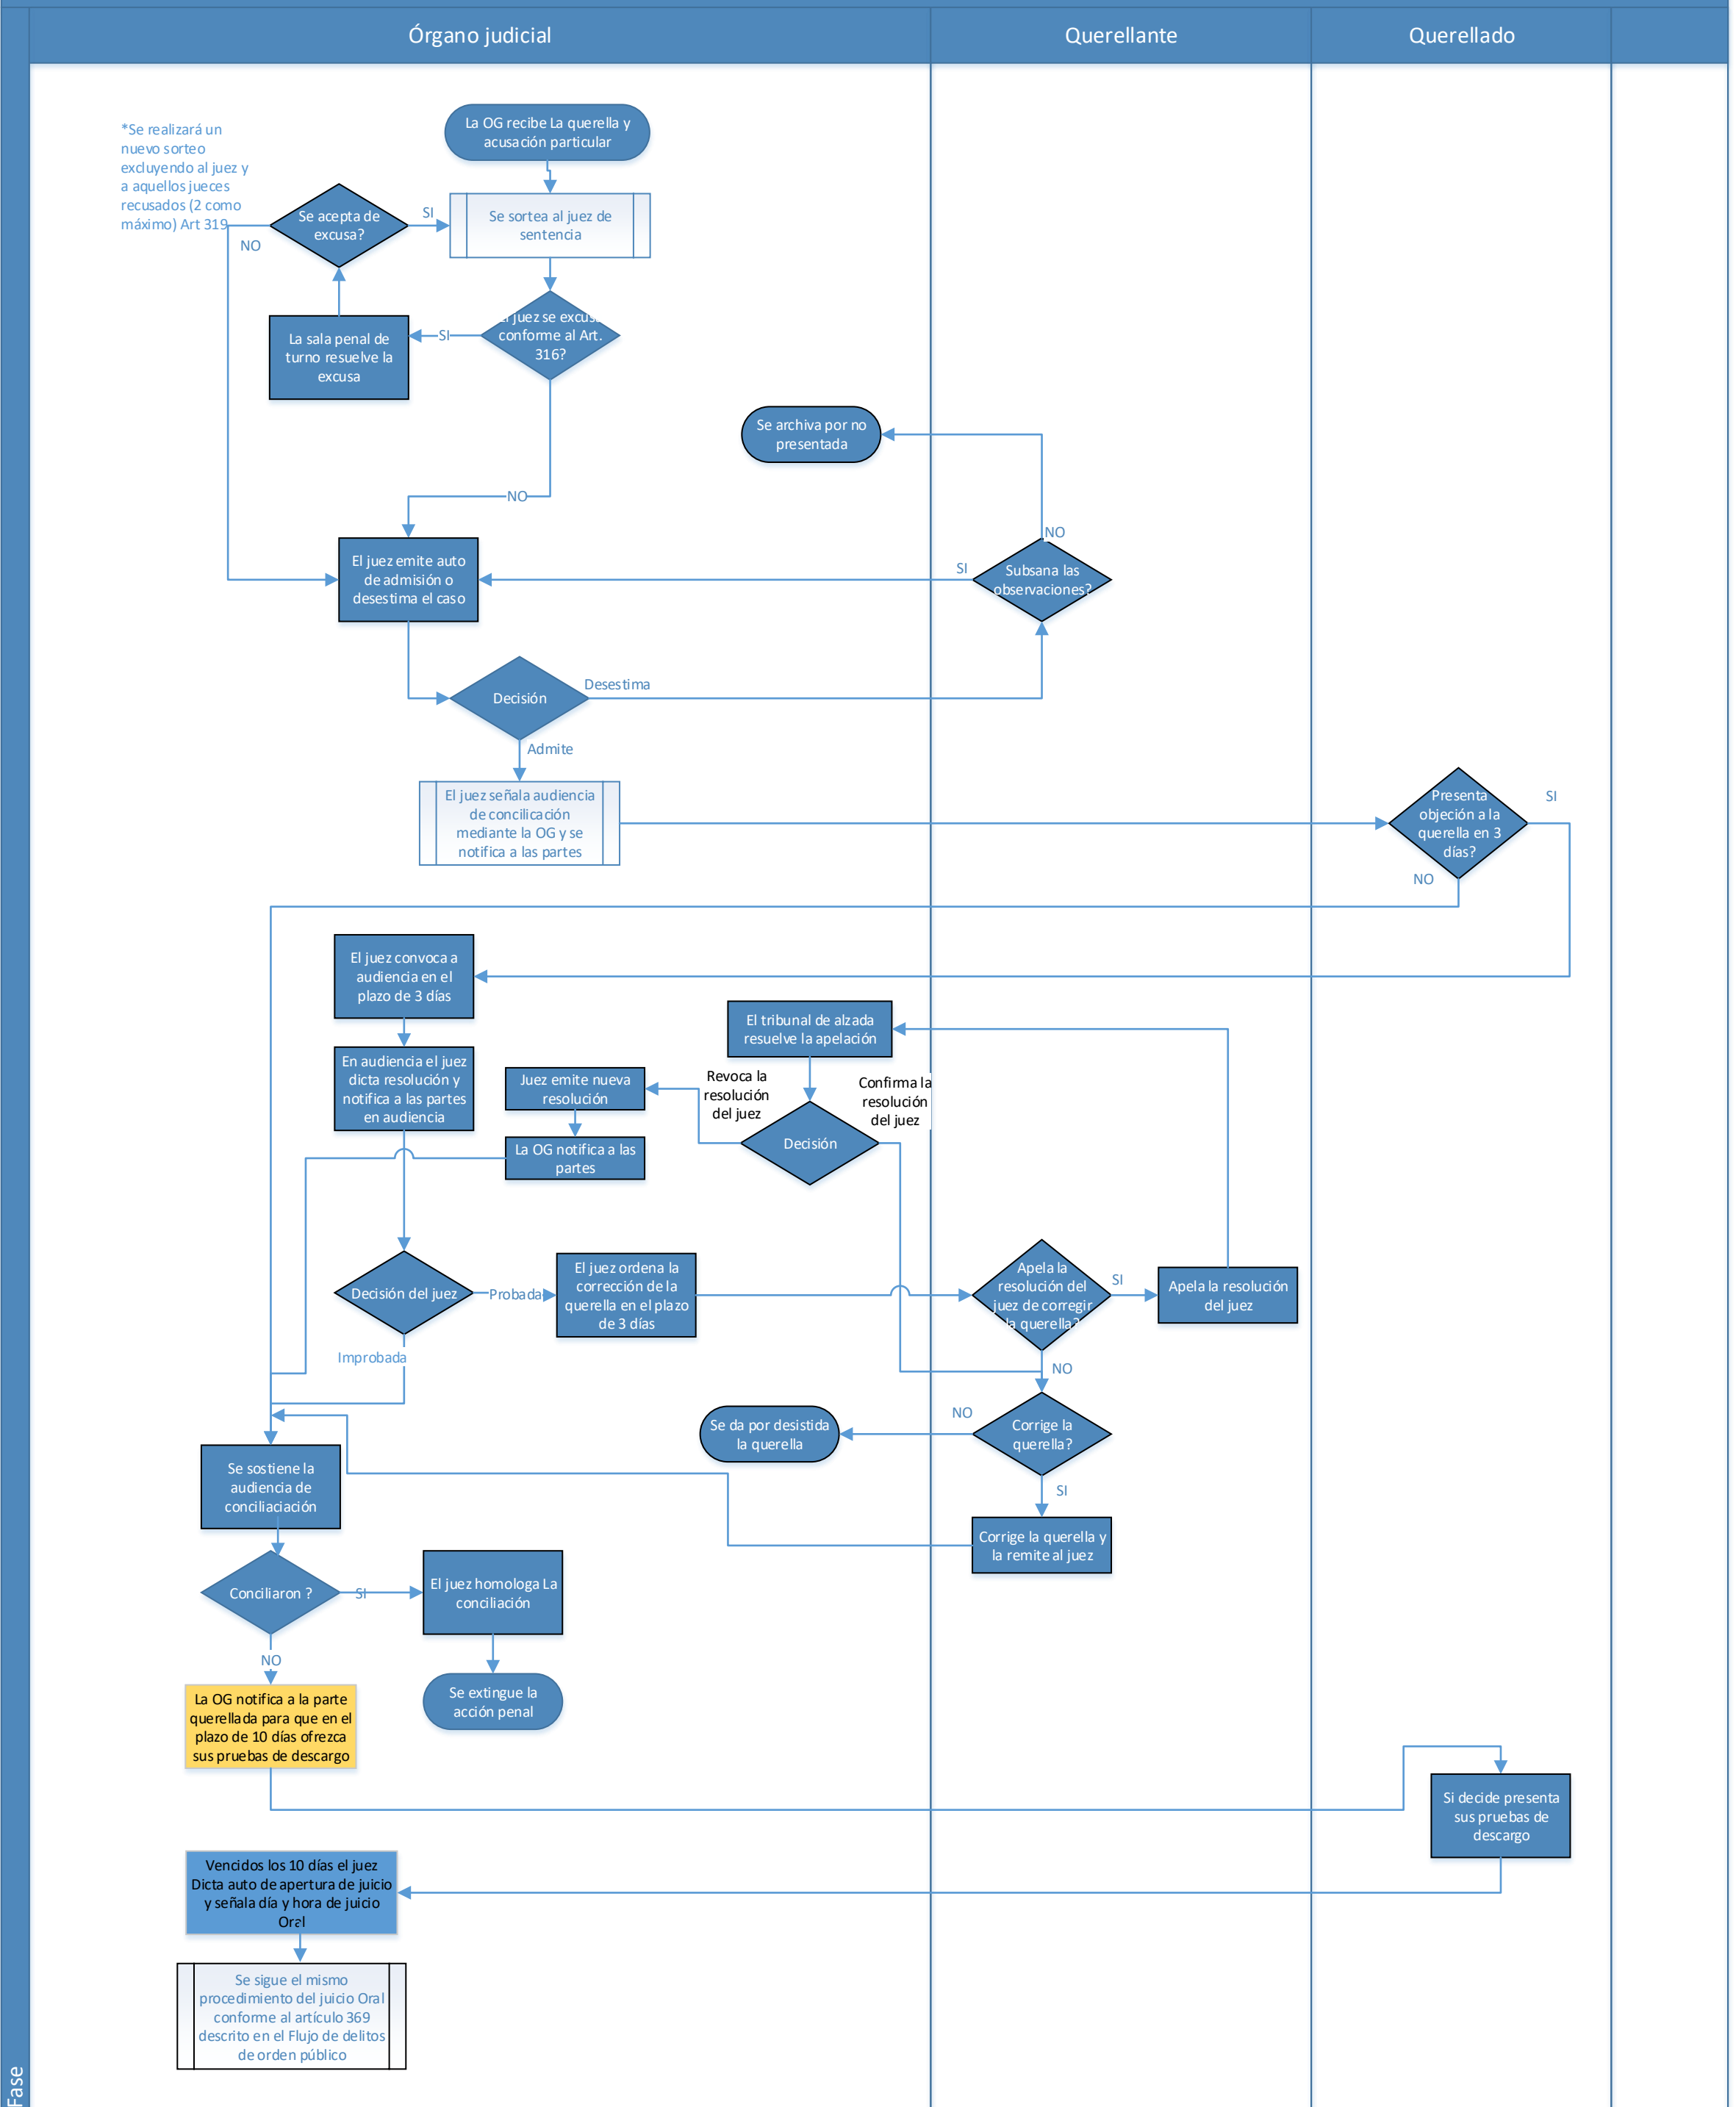 Órgano judicial
Querellante
Querellado
Fase
*Se realizará un
nuevo sorteo
excluyendo al juez y
a aquellos jueces
recusados (2 como
máximo) Art 319
La OG recibe La querella y
acusación particular
Se acepta de
excusa?
SI
NO
Se sortea al juez de
sentencia
La sala penal de
turno resuelve la
excusa
SI
juez se excus
conforme al Art.
316?
Se archiva por no
presentada
NO
El juez emite auto
de admisión o
desestima el caso
SI
NO
Subsana las
observaciones?
Decisión
Desestima
Admite
El juez señala audiencia
de concilicación
mediante la OG y se
notifica a las partes
Presenta
objeción a la
querella en 3
días?
SI
NO
El juez convoca a
audiencia en el
plazo de 3 días
El tribunal de alzada
resuelve la apelación
En audiencia el juez
dicta resolución y
notifica a las partes
en audiencia
Juez emite nueva
resolución
Revoca la
resolución
del juez
Confirma la
resolución
del juez
Decisión
La OG notifica a las
partes
Decisión del juez
Probada
El juez ordena la
corrección de la
querella en el plazo
de 3 días
Apela la
resolución del
juez de corregir
la querella?
SI
Apela la resolución
del juez
Improbada
NO
Se da por desistida
la querella
NO
Corrige la
querella?
SI
Se sostiene la
audiencia de
conciliaciación
Corrige la querella y
la remite al juez
Conciliaron ?
SI
El juez homologa La
conciliación
NO
Se extingue la
acción penal
La OG notifica a la parte
querellada para que en el
plazo de 10 días ofrezca
sus pruebas de descargo
Si decide presenta
sus pruebas de
descargo
Vencidos los 10 días el juez
Dicta auto de apertura de juicio
y señala día y hora de juicio
Oral
Se sigue el mismo
procedimiento del juicio Oral
conforme al artículo 369
descrito en el Flujo de delitos
de orden público